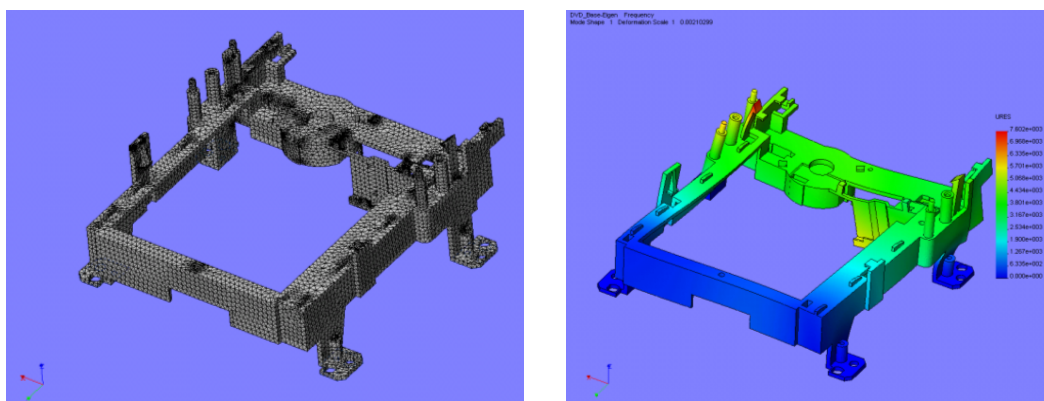 DVD_Base-Eigen Frequency
Mode Shape 1 Deformation Scale 1 0.00210289
URES
7.602e+003
6.968e+003
6.335e+003
5.701e+003
5.068e+003
4.434e+003
3.801e+003
3.167e+003
2.534e+003
1.900e+003
1.267e+003
6.335e+002
0.000e+000